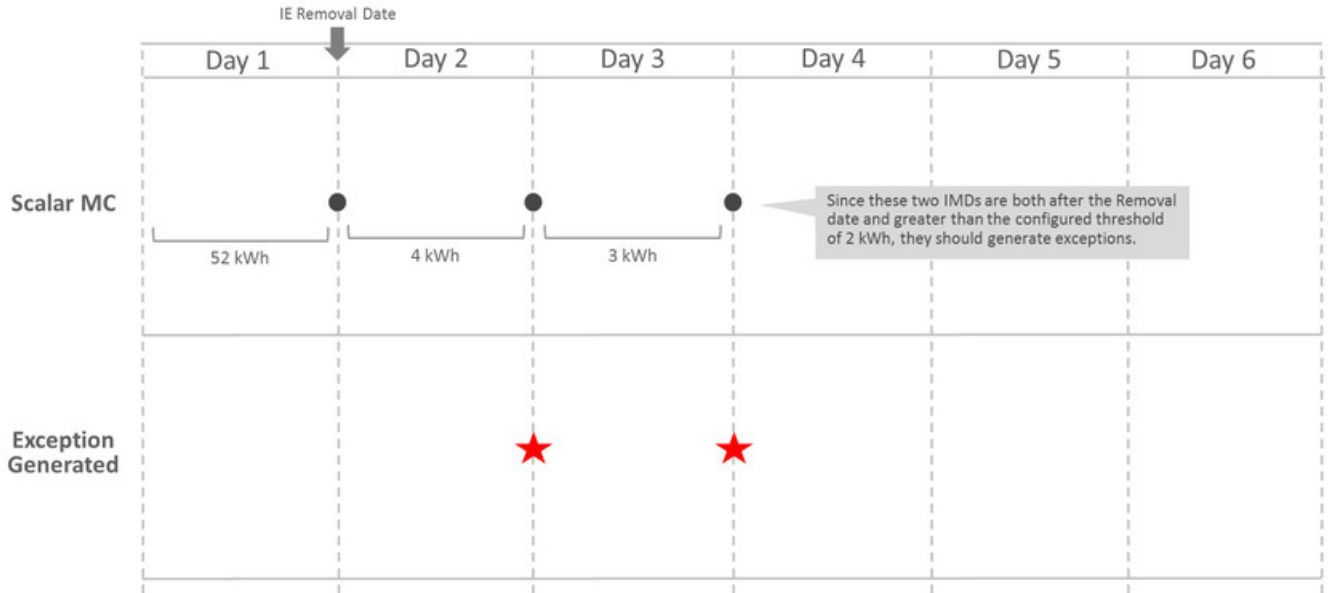 IE Removal Date
Day 1
Day 2
Day 3
Day 4
Day 5
Day 6
Scalar MC
Since these two IMDs are both after the Removal
date and greater than the configured threshold
of 2 kWh, they should generate exceptions.
52 kWh
4 kWh
3 kWh
Exception
Generated